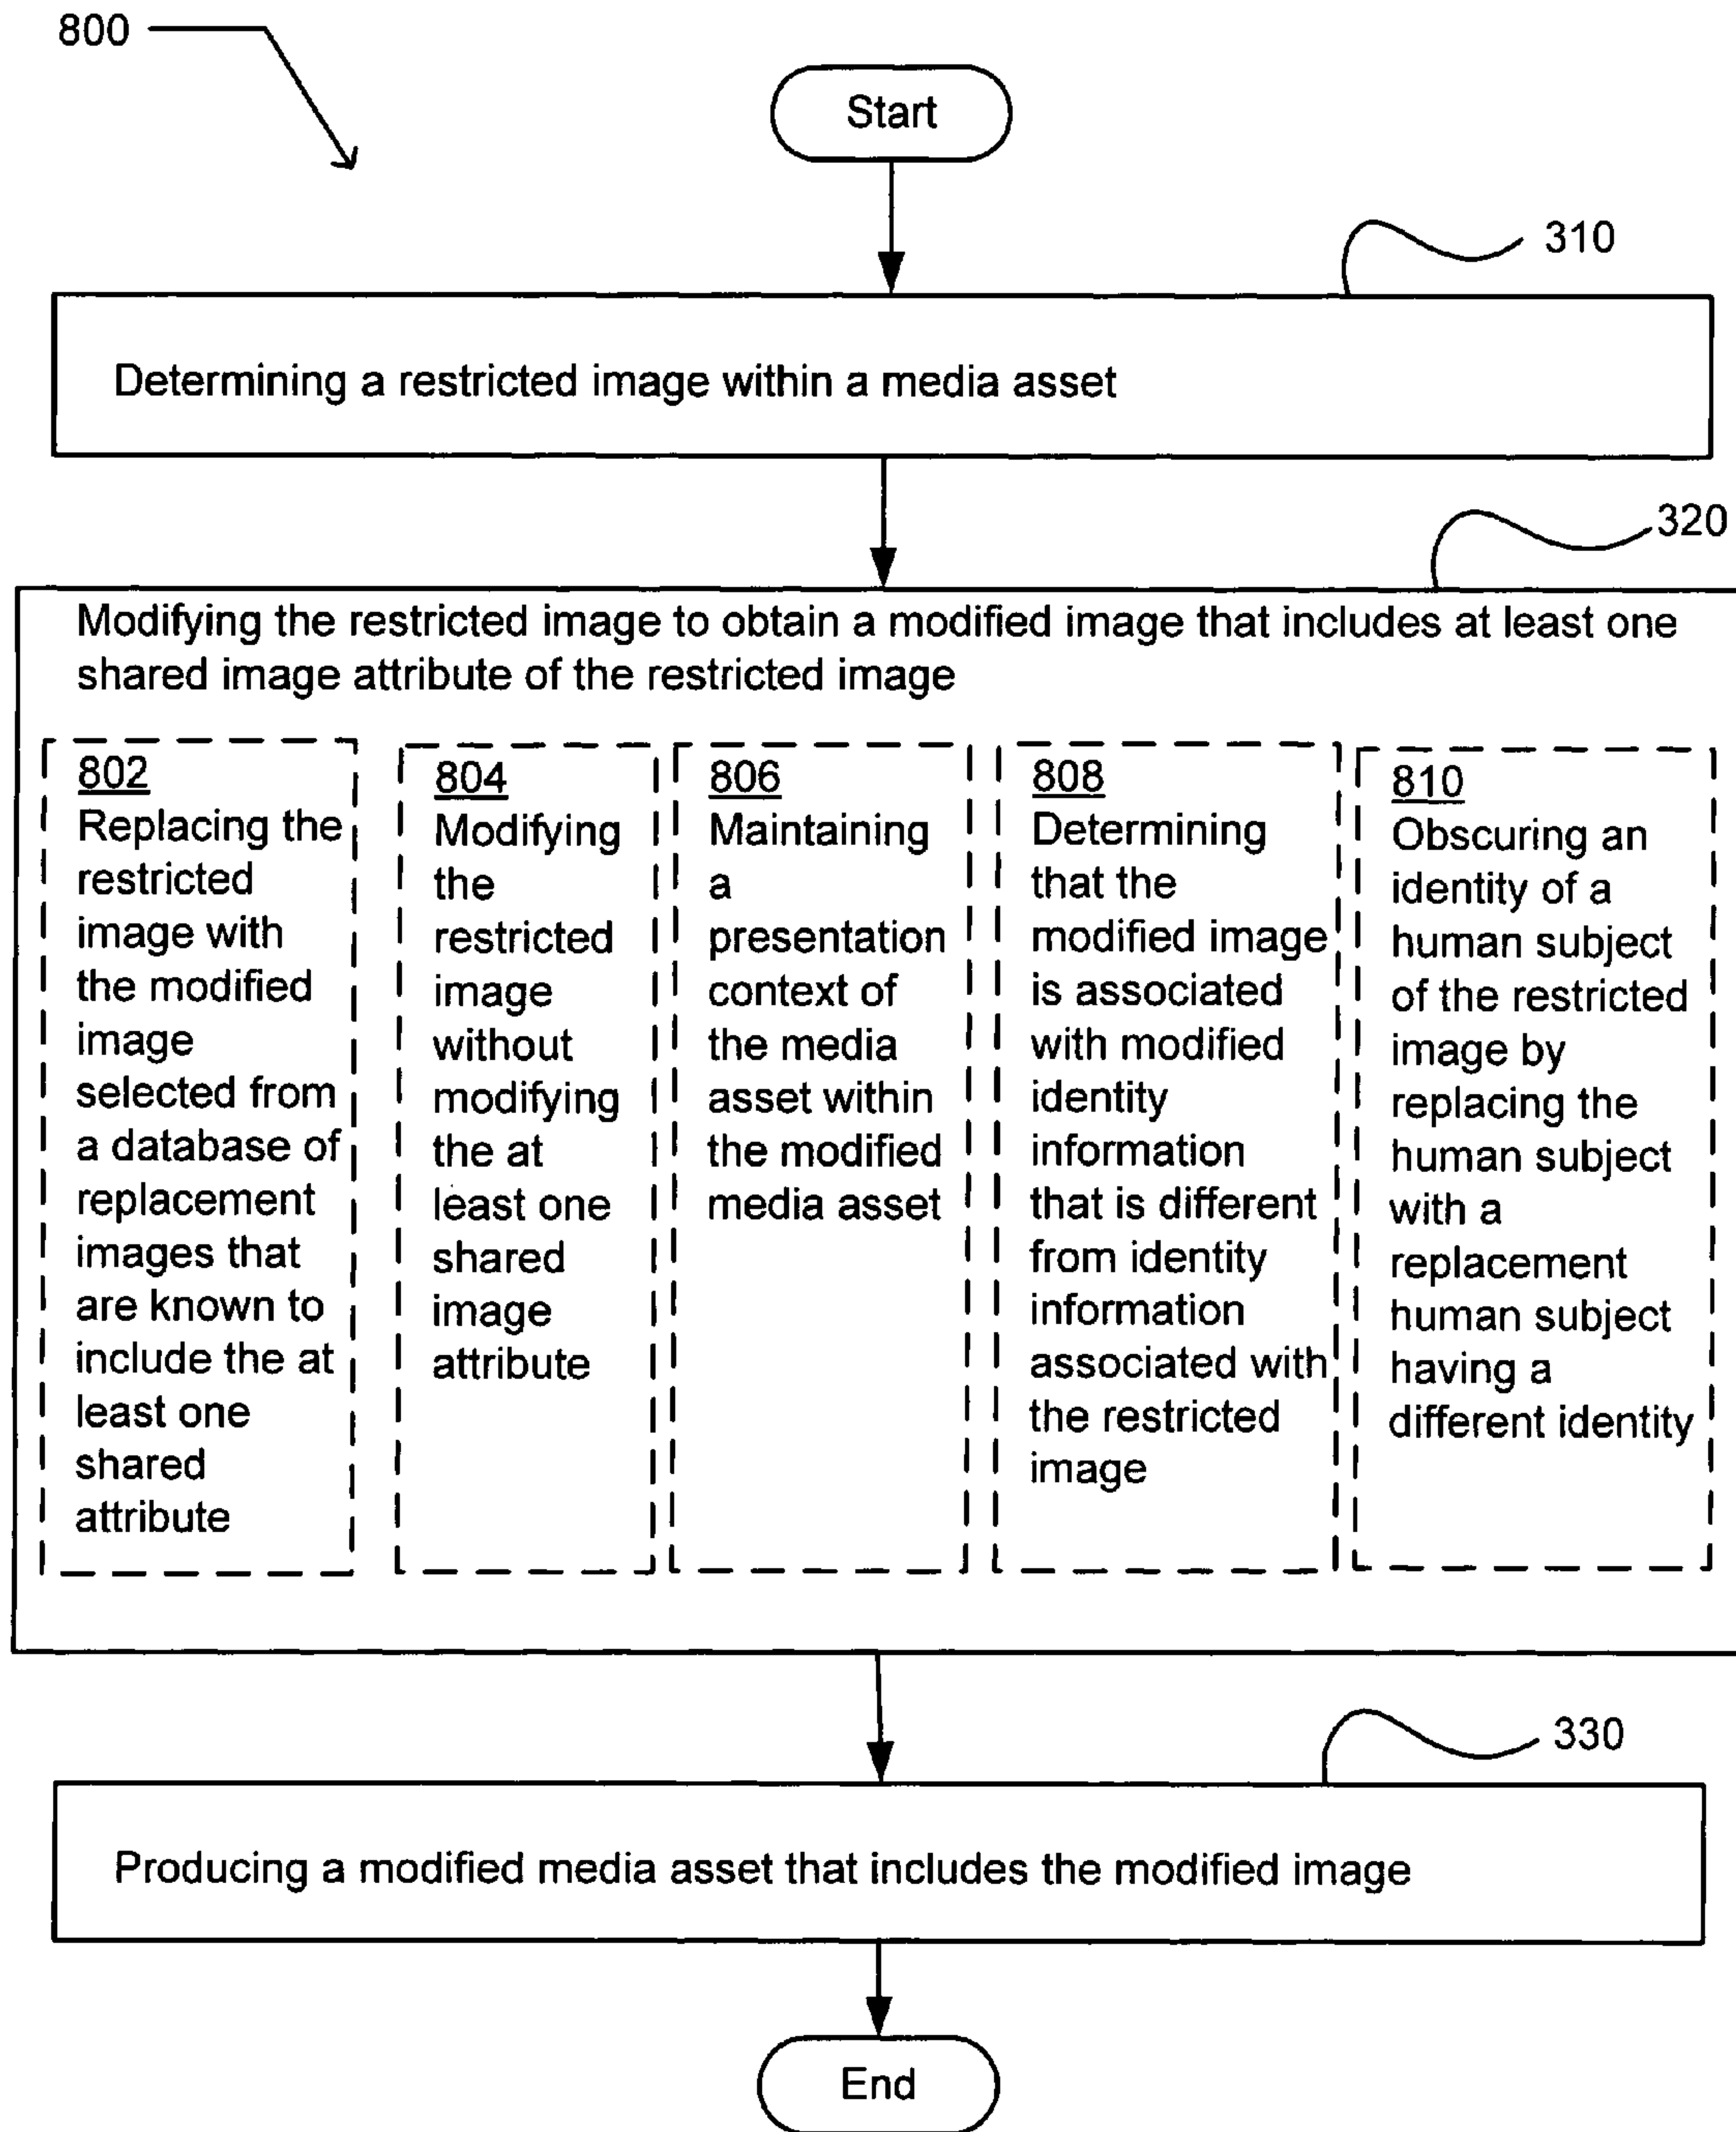 800
Start
310
Determining a restricted image within a media asset
320
Modifying the restricted image to obtain a modified image that includes at least one
shared image attribute of the restricted image
802
Replacing the
restricted
image with
the modified
image
selected from
a database of
replacement
images that
are known to
include the at
least one
shared
attribute
804
Modifying
the
restricted
image
without
modifying
the at
least one
shared
image
attribute
806
Maintaining
a
presentation
context of
the media
asset within
the modified
media asset
808
Determining
that the
modified image
is associated
with modified
identity
information
that is different
from identity
information
associated with
the restricted
image
810
Obscuring an
identity of a
human subject
of the restricted
image by
replacing the
human subject
with a
replacement
human subject
having a
different identity
330
Producing a modified media asset that includes the modified image
End